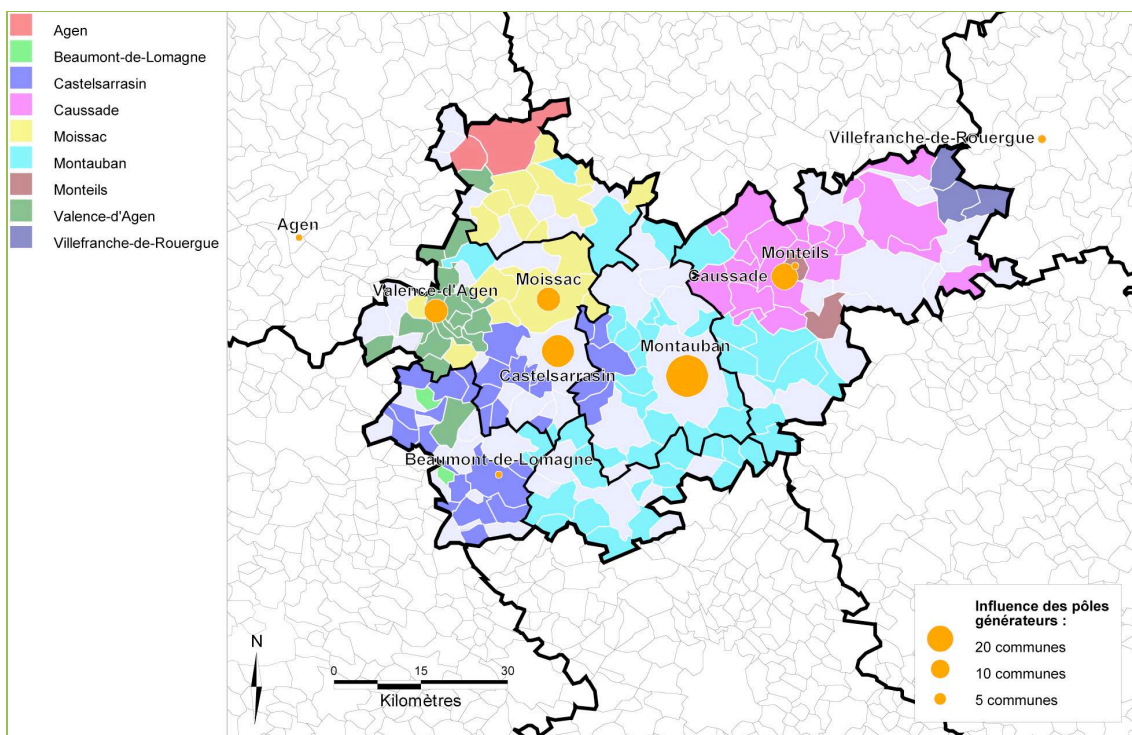 Agen
Beaumont-de-Lomagne
Castelsarrasin
Caussade
Moissac
Montauban
Monteils
Valence-d'Agen
Villefranche-de-Rouergue
Villefranche-de-Rouergue
Agen
Monteils
Caussade
Moissac
Valence-d'Agen
Montauban
Castelsarrasin
Beaumont-de-Lomagne
N
0 15 30
Kilomètres
Influence des pôles
générateurs :
20 communes
10 communes
5 communes